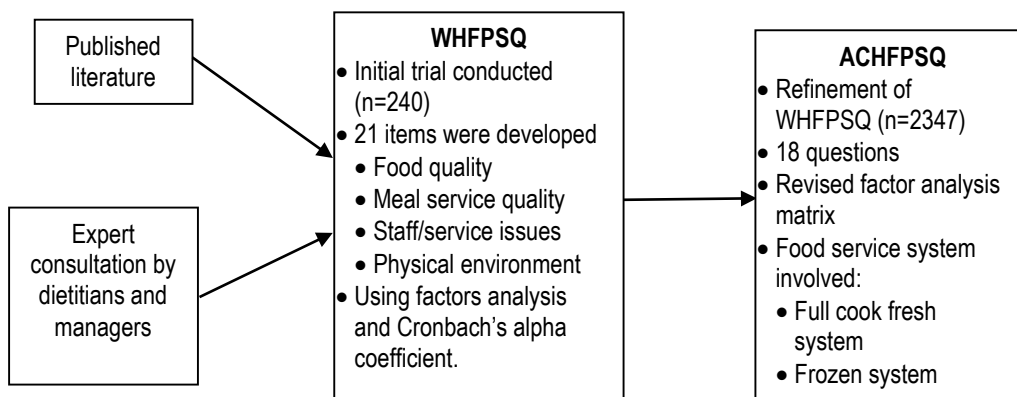 Published
literature
Expert
consultation by
dietitians and
managers
WHFPSQ
• Initial trial conducted
(n=240)
• 21 items were developed
• Food quality
• Meal service quality
• Staff/service issues
• Physical environment
• Using factors analysis
and Cronbach’s alpha
coefficient.
ACHFPSQ
• Refinement of
WHFPSQ (n=2347)
• 18 questions
• Revised factor analysis
matrix
• Food service system
involved:
• Full cook fresh
system
• Frozen system